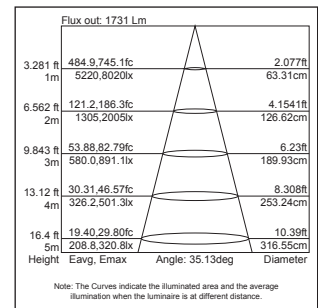 Flux out: 1731 Lm
3.281 ft 484.9,745.1fc 2.077ft
1m 5220,8020lx 63.31cm
6.562 ft 121.2,186.3fc 4.1541ft
2m 1305,2005lx 126.62cm
9.843 ft 53.88,82.79fc 6.23ft
3m 580.0,891.1lx 189.93cm
13.12 ft 30.31,46.57fc 8.308ft
4m 326.2,501.3lx 253.24cm
16.4 ft 19.40,29.80fc 10.39ft
5m 208.8,320.8lx 316.55cm
Height Eavg, Emax Angle: 35.13deg Diameter
Note: The Curves indicate the illuminated area and the average
illumination when the luminaire is at different distance.